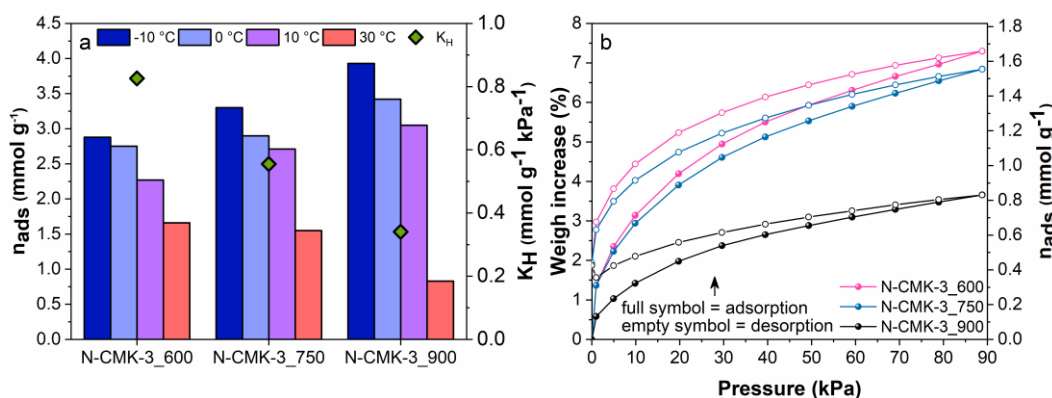 a
-10 °C
0 °C
10 °C
30 °C
K_H
4.5
4.0
3.5
3.0
2.5
2.0
1.5
1.0
0.5
0.0
n_ads (mmol g⁻¹)
1.0
0.8
0.6
0.4
0.2
0.0
K_H (mmol g⁻¹ kPa⁻¹)
N-CMK-3_600
N-CMK-3_750
N-CMK-3_900
b
8
7
6
5
4
3
2
1
0
Weigh increase (%)
1.8
1.6
1.4
1.2
1.0
0.8
0.6
0.4
0.2
0.0
n_ads (mmol g⁻¹)
full symbol = adsorption
empty symbol = desorption
N-CMK-3_600
N-CMK-3_750
N-CMK-3_900
0 10 20 30 40 50 60 70 80 90
Pressure (kPa)